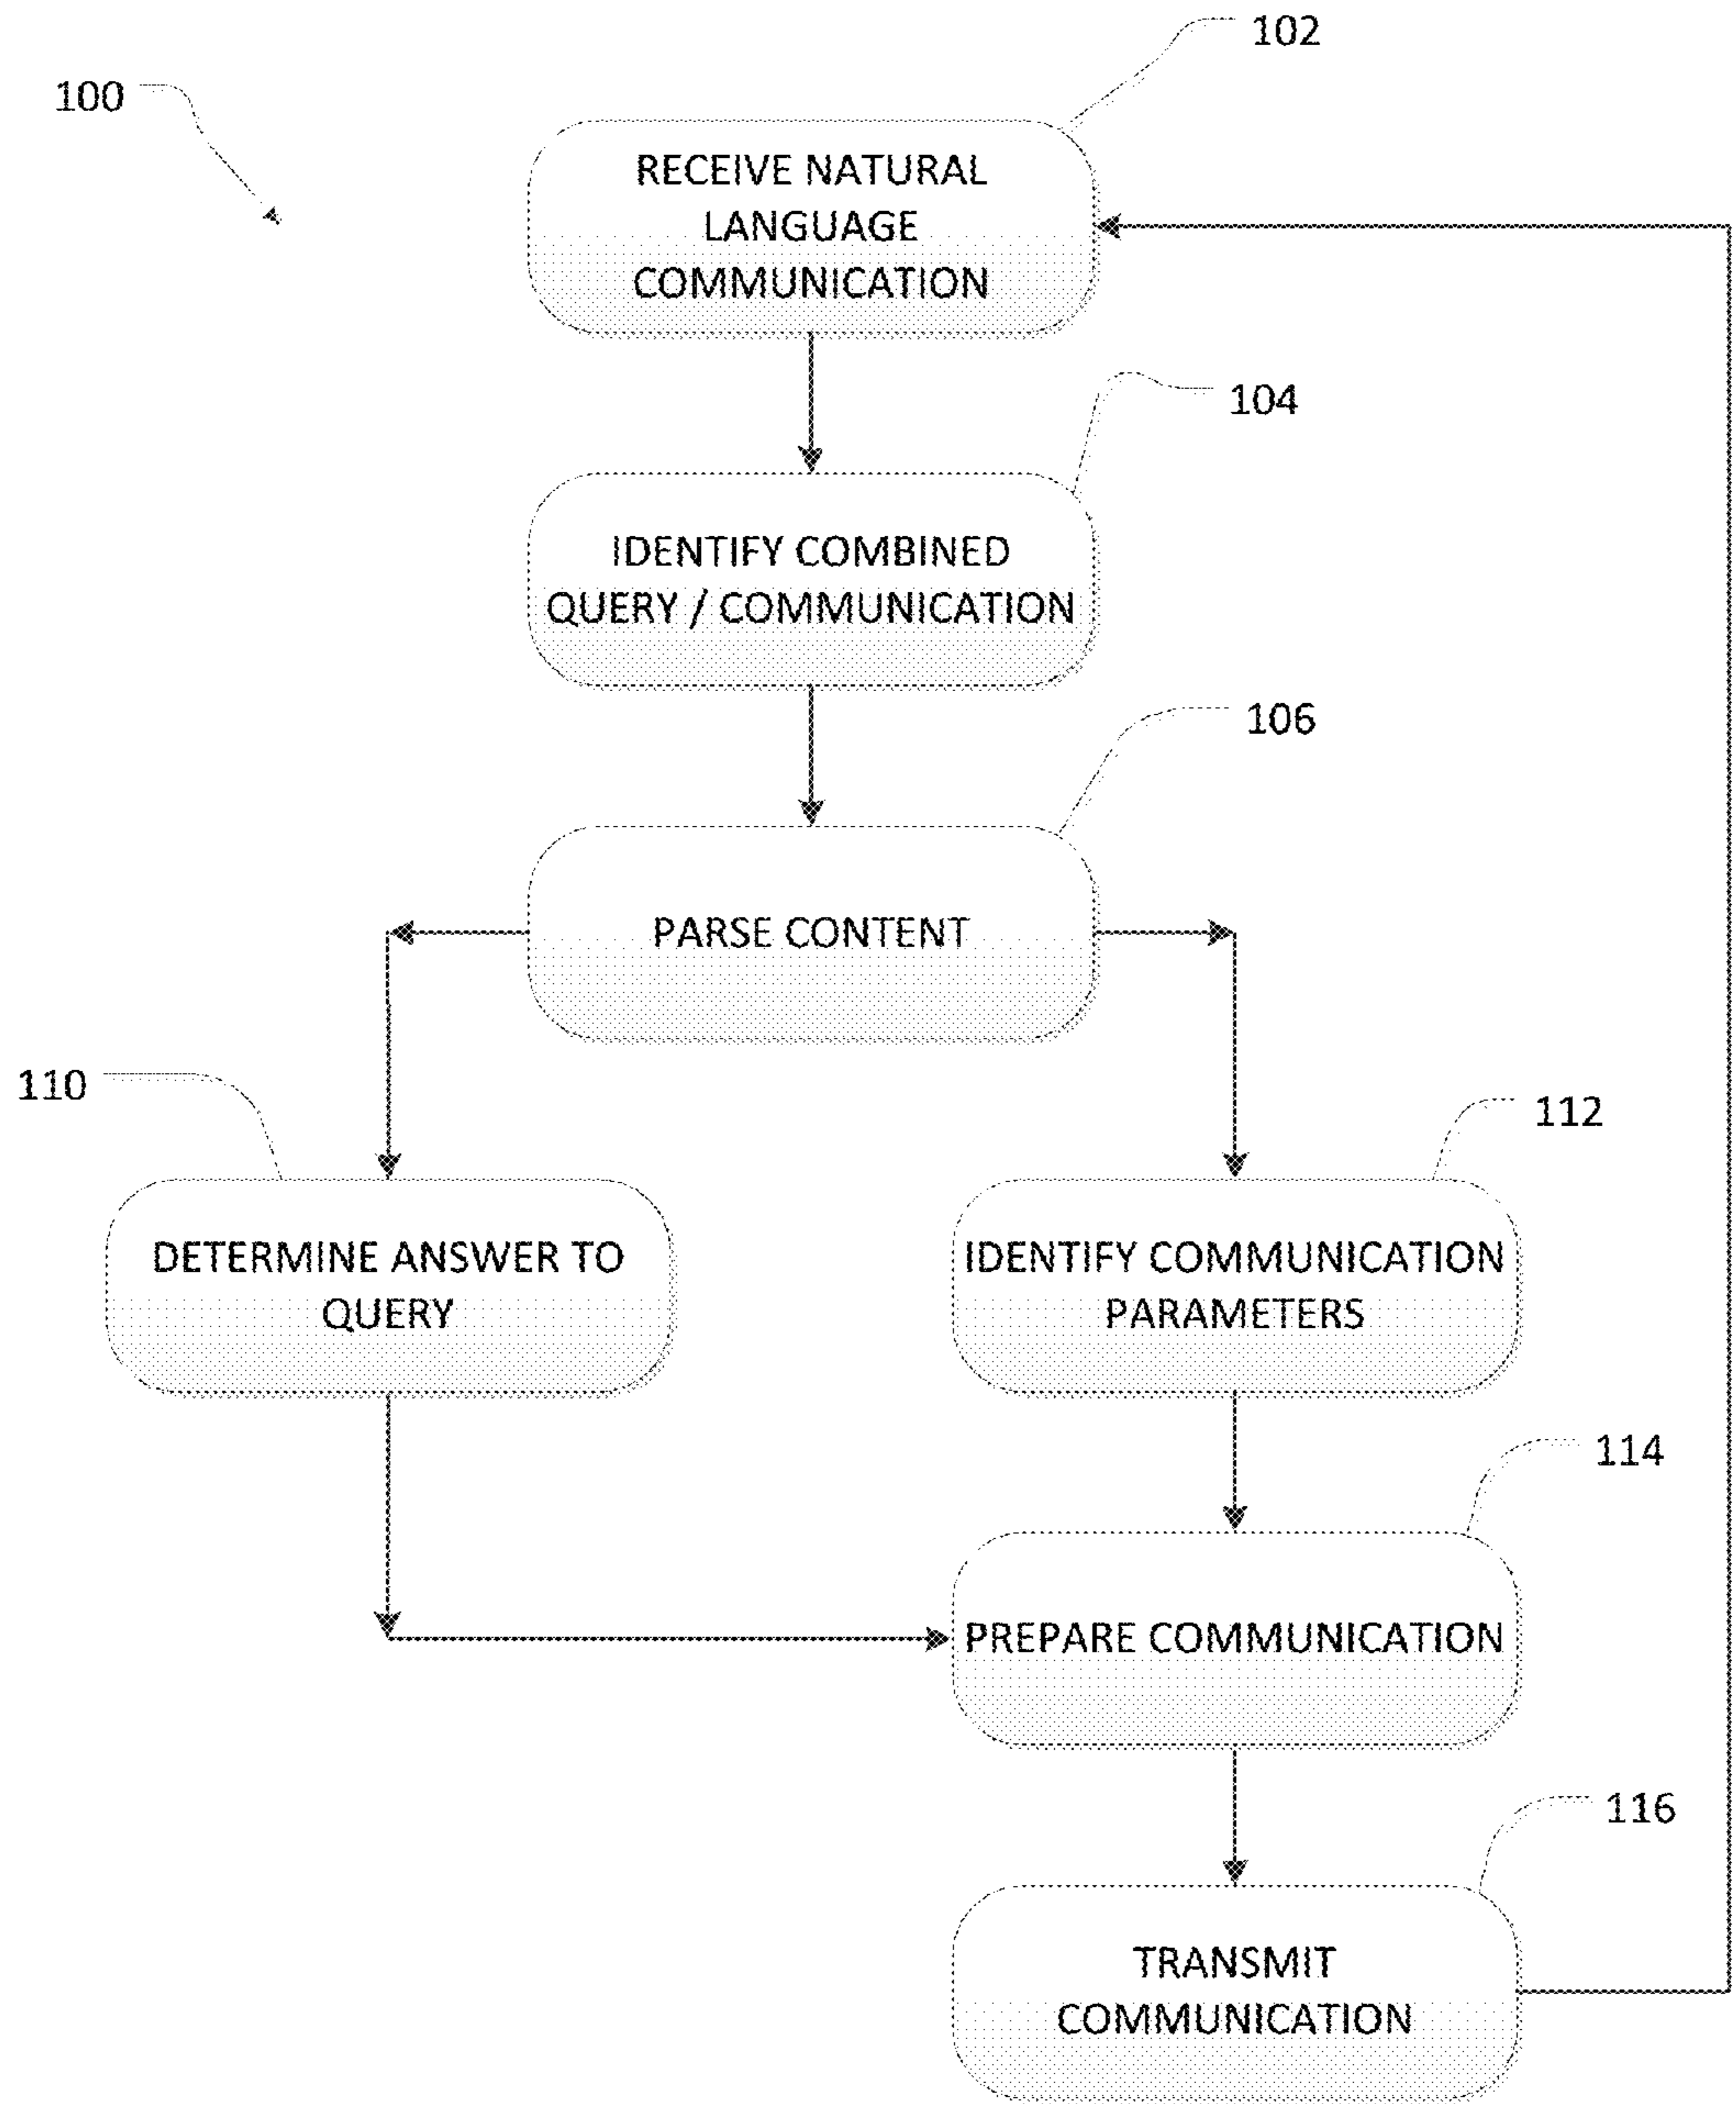 102
100
RECEIVE NATURAL
LANGUAGE
COMMUNICATION
104
IDENTIFY COMBINED
QUERY / COMMUNICATION
106
PARSE CONTENT
110
112
DETERMINE ANSWER TO
QUERY
IDENTIFY COMMUNICATION
PARAMETERS
114
PREPARE COMMUNICATION
116
TRANSMIT
COMMUNICATION